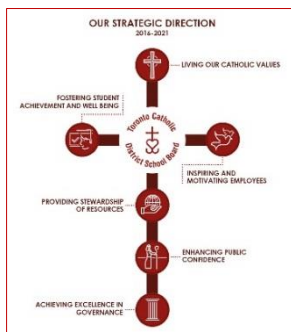 OUR STRATEGIC DIRECTION
2016-2021
LIVING OUR CATHOLIC VALUES
FOSTERING STUDENT
ACHIEVEMENT AND WELL BEING
Toronto Catholic
District School Board
INSPIRING AND
MOTIVATING EMPLOYEES
PROVIDING STEWARDSHIP
OF RESOURCES
ENHANCING PUBLIC
CONFIDENCE
ACHIEVING EXCELLENCE IN
GOVERNANCE